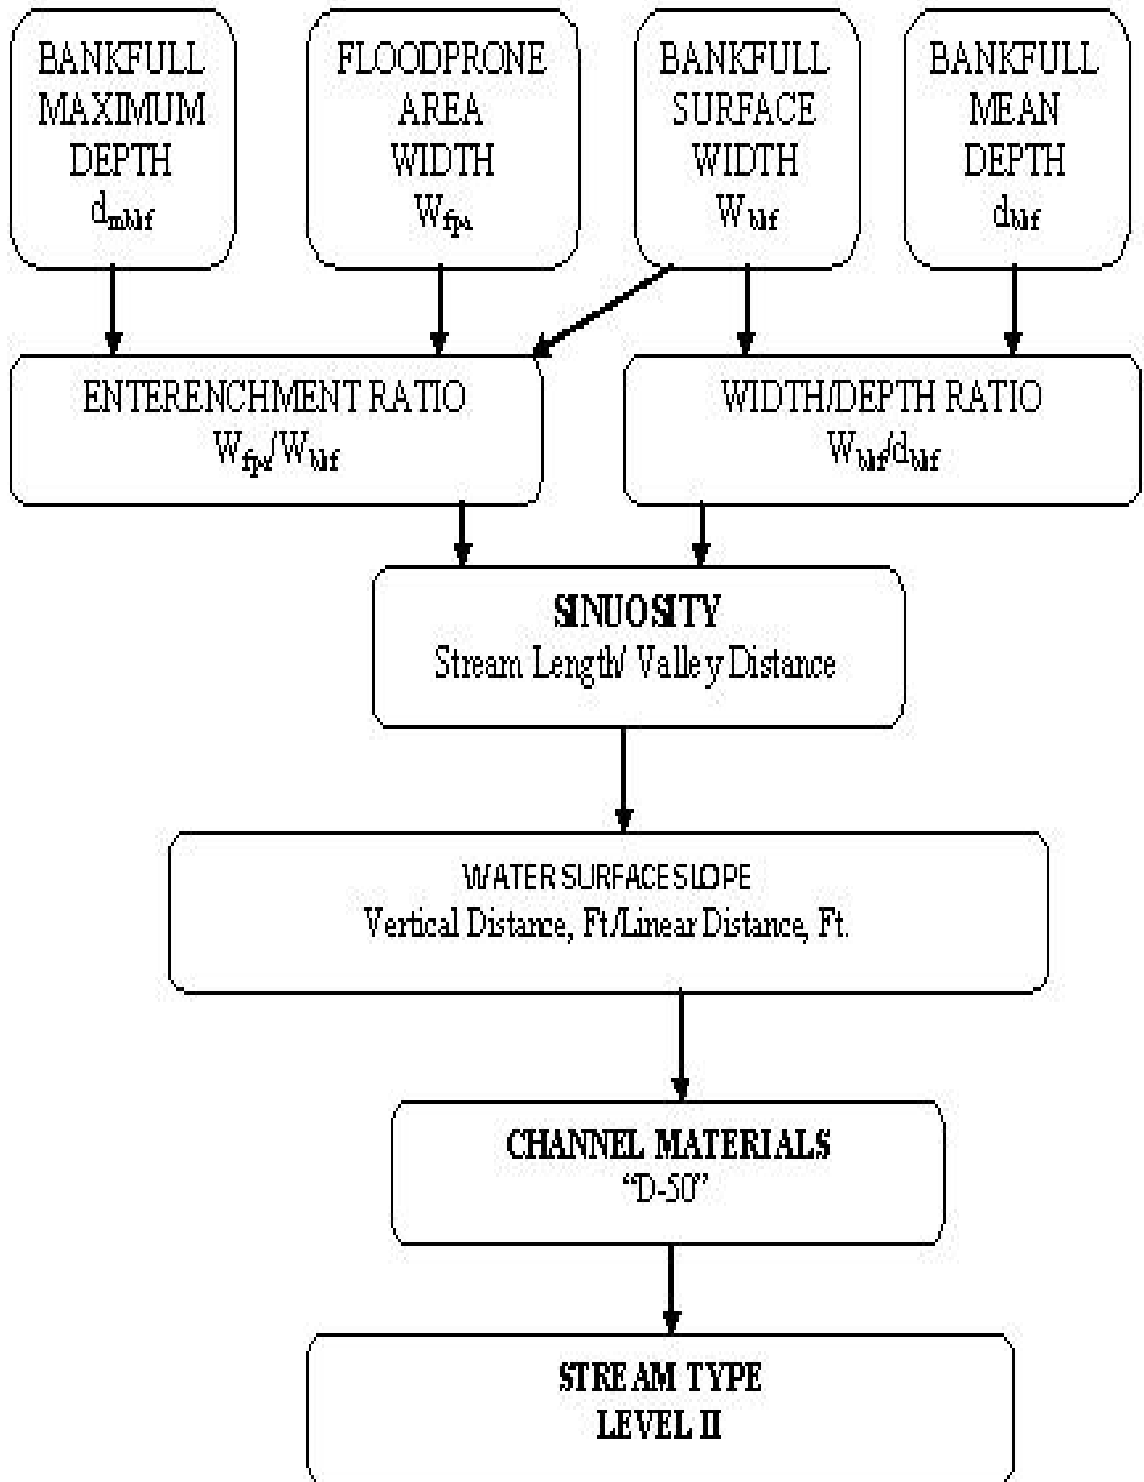 BANKFULL
MAXIMUM
DEPTH
dmbkf
FLOODPRONE
AREA
WIDTH
Wfpa
BANKFULL
SURFACE
WIDTH
Wbkf
BANKFULL
MEAN
DEPTH
dbkf
ENTERENCHMENT RATIO
Wfpa/Wbkf
WIDTH/DEPTH RATIO
Wbkf/dbkf
SINUOSITY
Stream Length/ Valley Distance
WATER SURFACE SLOPE
Vertical Distance, Ft/Linear Distance, Ft.
CHANNEL MATERIALS
“D-50”
STREAM TYPE
LEVEL II